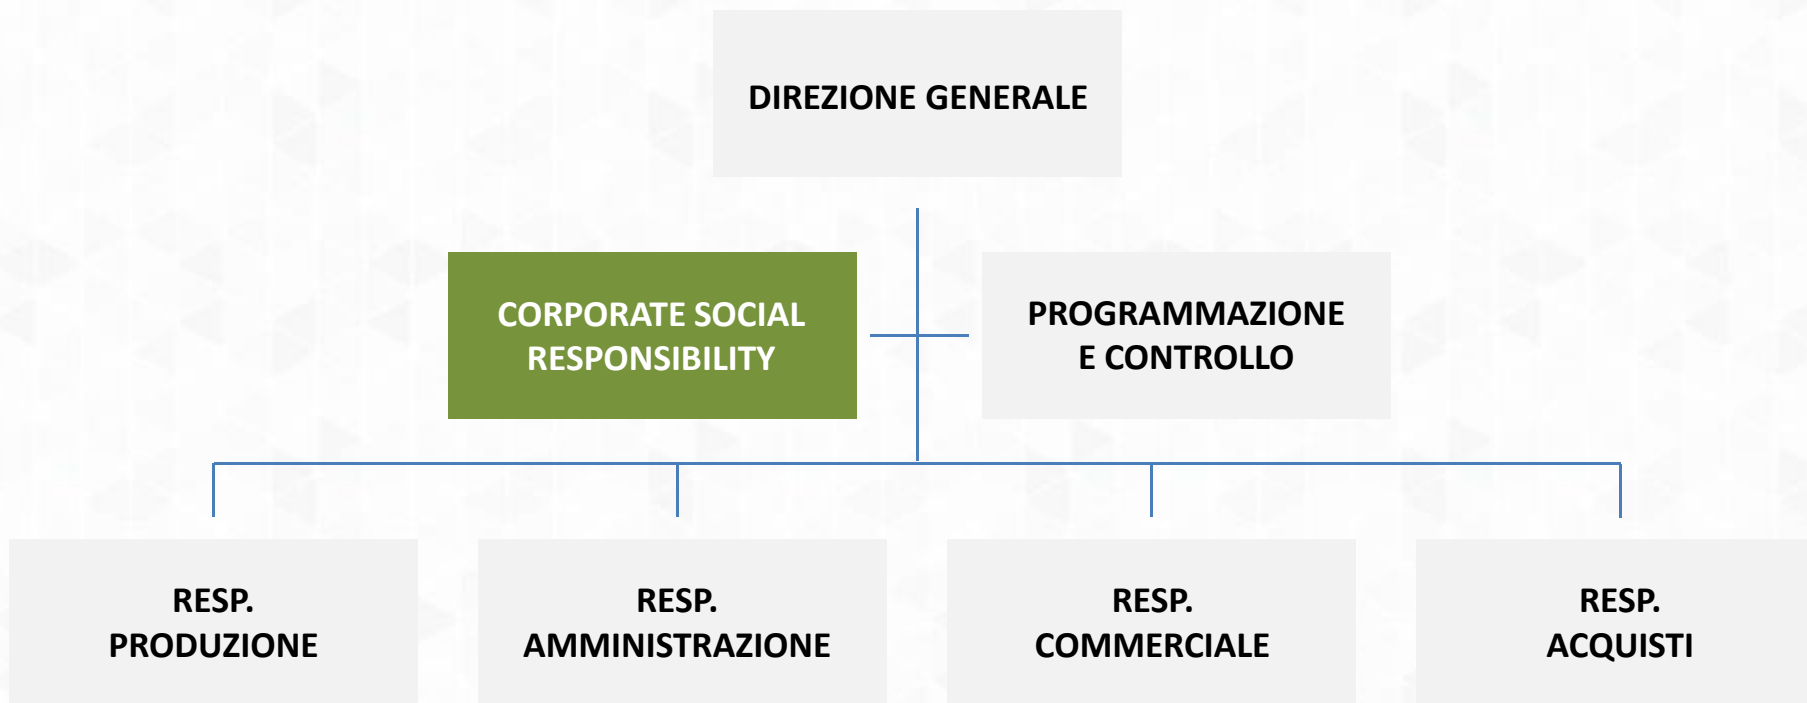 DIREZIONE GENERALE
CORPORATE SOCIAL
RESPONSIBILITY
PROGRAMMAZIONE
E CONTROLLO
RESP.
PRODUZIONE
RESP.
AMMINISTRAZIONE
RESP.
COMMERCIALE
RESP.
ACQUISTI